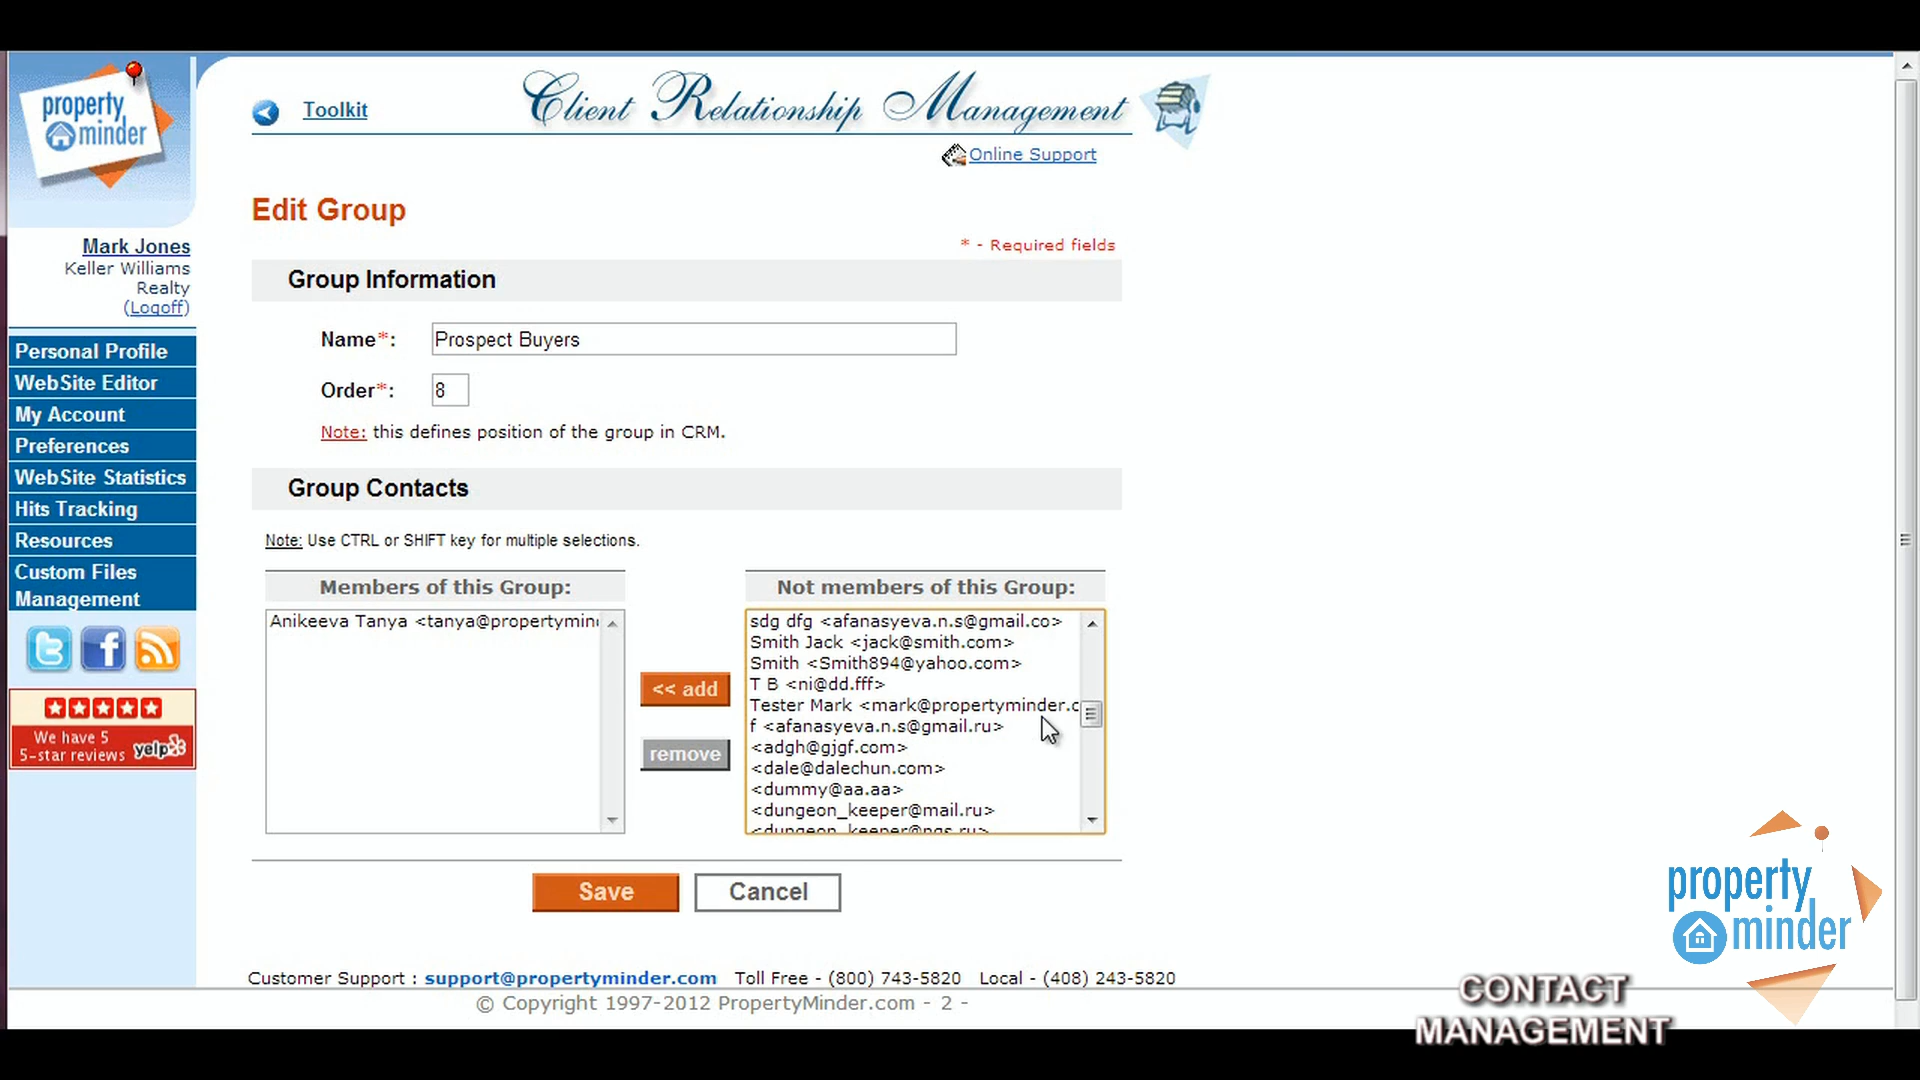 property
minder
Toolkit
Client Relationship Management
Online Support
Edit Group
* - Required fields
Mark Jones
Keller Williams
Realty
(Logoff)
Group Information
Name*:
Prospect Buyers
Order*:
8
Note: this defines position of the group in CRM.
Personal Profile
WebSite Editor
My Account
Preferences
WebSite Statistics
Hits Tracking
Resources
Custom Files
Management
We have 5
5-star reviews
yelp
Group Contacts
Note: Use CTRL or SHIFT key for multiple selections.
Members of this Group:
Anikeeva Tanya <tanya@propertymin
<< add
remove
Not members of this Group:
sdg dfg <afanasyeva.n.s@gmail.co>
Smith Jack <jack@smith.com>
Smith <Smith894@yahoo.com>
T B <ni@dd.fff>
Tester Mark <mark@propertyminder.c
f <afanasyeva.n.s@gmail.ru>
<adgh@gjgf.com>
<dale@dalechun.com>
<dummy@aa.aa>
<dungeon_keeper@mail.ru>
<dungeon_keeper@ngs.ru>
Save
Cancel
Customer Support : support@propertyminder.com Toll Free - (800) 743-5820 Local - (408) 243-5820
© Copyright 1997-2012 PropertyMinder.com - 2 -
property
minder
CONTACT
MANAGEMENT